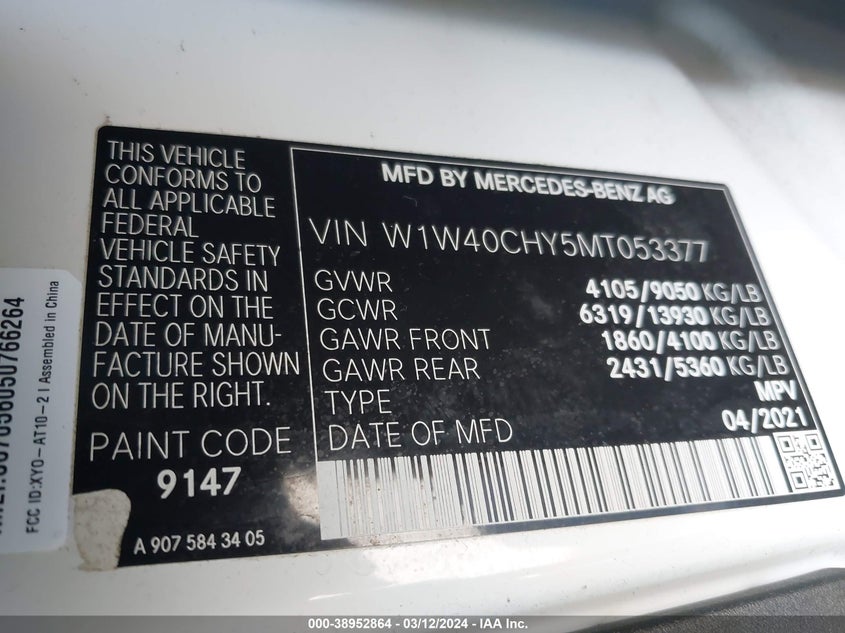 THIS VEHICLE
CONFORMS TO
ALL APPLICABLE
FEDERAL
VEHICLE SAFETY
STANDARDS IN
EFFECT ON THE
DATE OF MANU-
FACTURE SHOWN
ON THE RIGHT.
PAINT CODE
9147
A 907 584 34 05
MFD BY MERCEDES-BENZ AG
VIN W1W40CHY5MT053377
GVWR 4105/9050 KG/LB
GCWR 6319/13930 KG/LB
GAWR FRONT 1860/4100 KG/LB
GAWR REAR 2431/5360 KG/LB
TYPE MPV
DATE OF MFD 04/2021
FCC ID:XYO-AT10-2 | Assembled in China
000-38952864 - 03/12/2024 - IAA Inc.